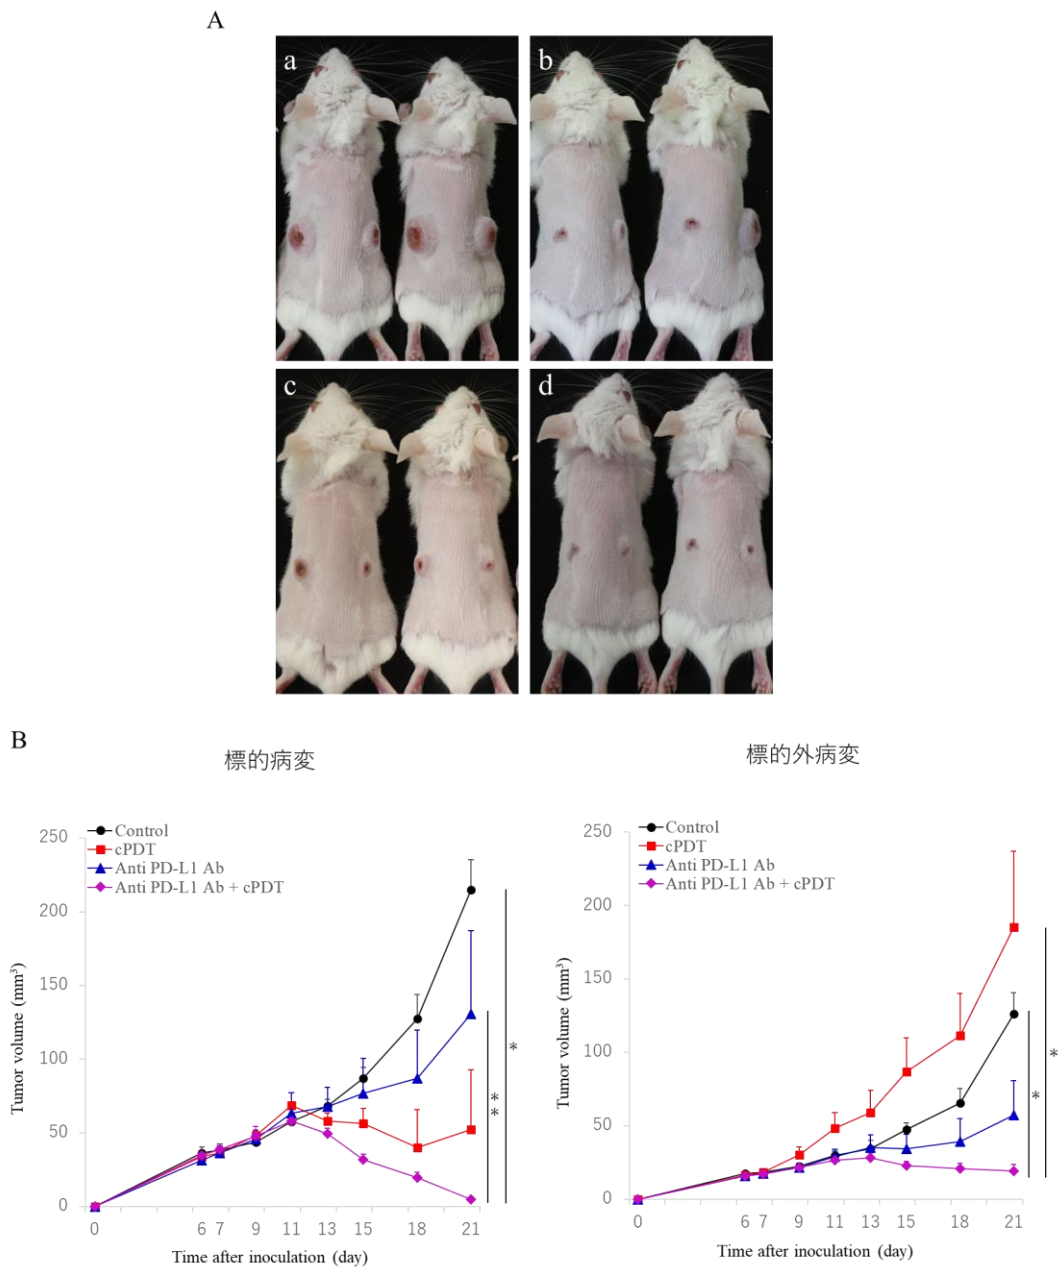 A
a
b
c
d
B
標的病変
Control
cPDT
Anti PD-L1 Ab
Anti PD-L1 Ab + cPDT
250
200
150
100
50
0
Tumor volume (mm³)
0 6 7 9 11 13 15 18 21
Time after inoculation (day)
*
**
標的外病変
Control
cPDT
Anti PD-L1 Ab
Anti PD-L1 Ab + cPDT
250
200
150
100
50
0
Tumor volume (mm³)
0 6 7 9 11 13 15 18 21
Time after inoculation (day)
*
*